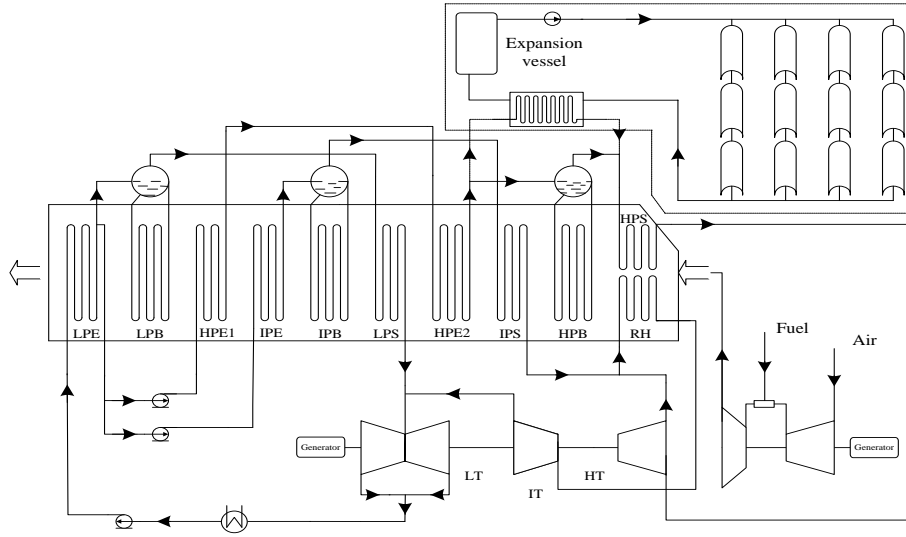 Expansion
vessel
HPS
LPE
LPB
HPE1
IPE
IPB
LPS
HPE2
IPS
HPB
RH
Fuel
Air
Generator
LT
IT
HT
Generator